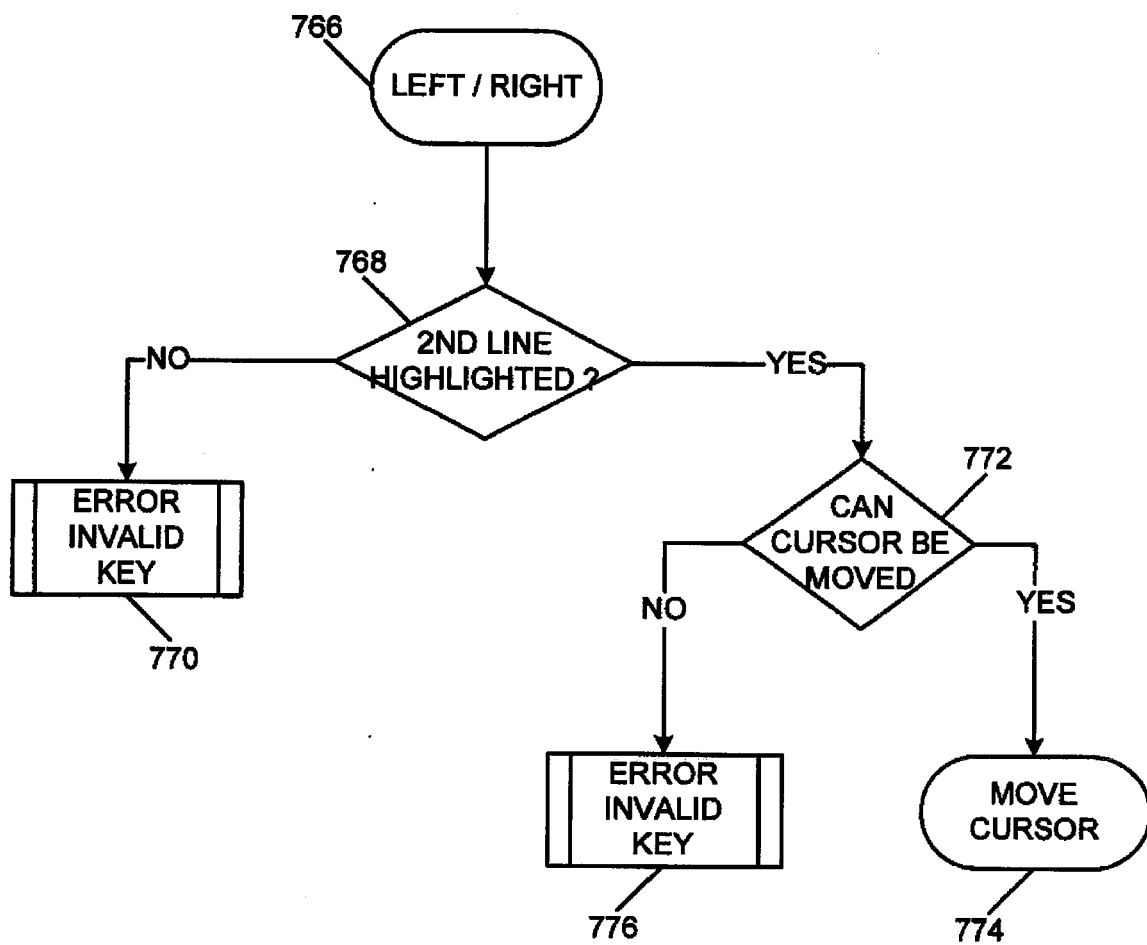 766
LEFT / RIGHT
768
2ND LINE
HIGHLIGHTED ?
NO
YES
ERROR
INVALID
KEY
770
772
CAN
CURSOR BE
MOVED
NO
YES
ERROR
INVALID
KEY
776
MOVE
CURSOR
774